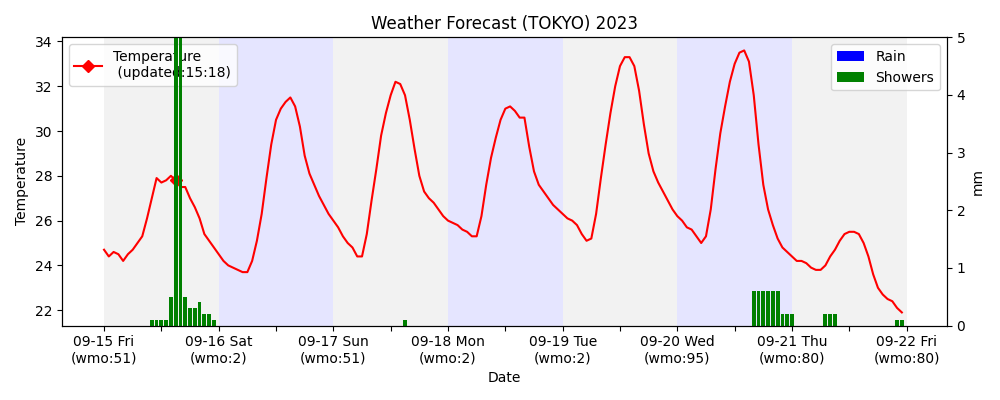 Weather Forecast (TOKYO) 2023
Temperature
(updated:15:18)
Rain
Showers
34
32
30
28
26
24
22
Temperature
5
4
3
2
1
0
mm
09-15 Fri
(wmo:51)
09-16 Sat
(wmo:2)
09-17 Sun
(wmo:51)
09-18 Mon
(wmo:2)
09-19 Tue
(wmo:2)
09-20 Wed
(wmo:95)
09-21 Thu
(wmo:80)
09-22 Fri
(wmo:80)
Date